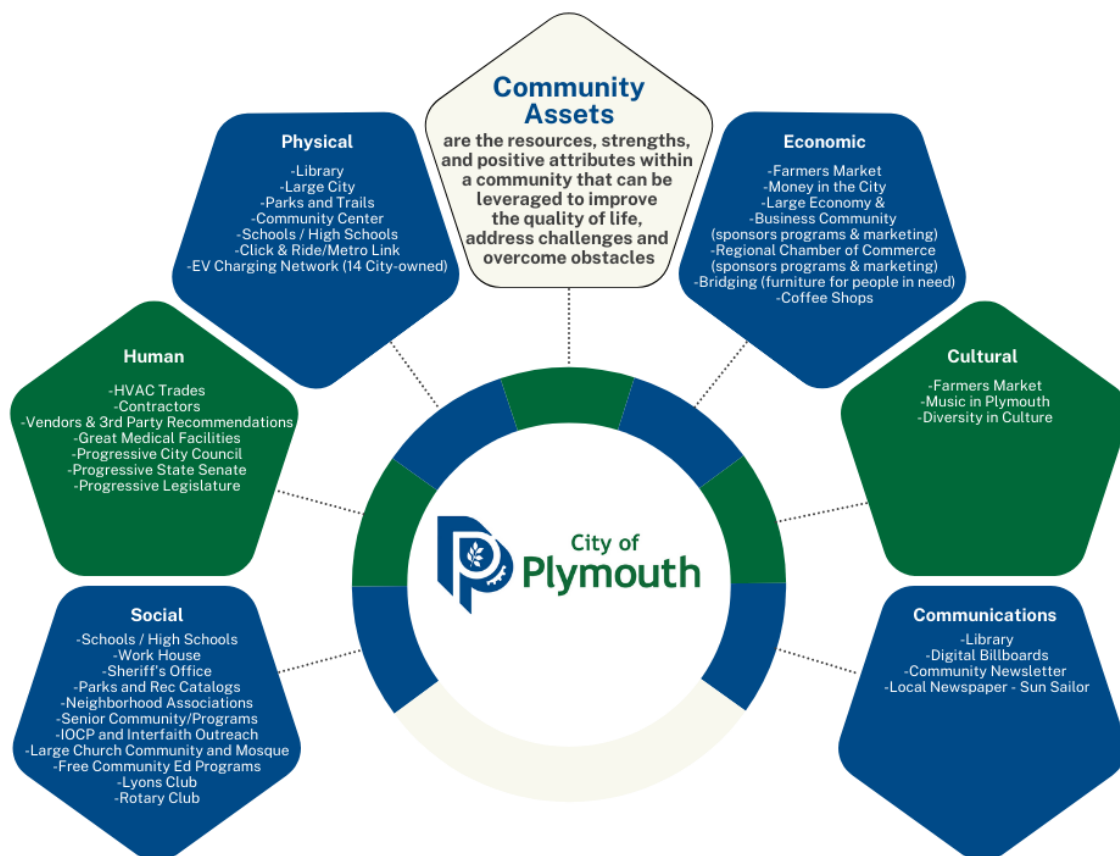 Community
Assets
are the resources, strengths,
and positive attributes within
a community that can be
leveraged to improve
the quality of life,
address challenges and
overcome obstacles
Physical
-Library
-Large City
-Parks and Trails
-Community Center
-Schools / High Schools
-Click & Ride/Metro Link
-EV Charging Network (14 City-owned)
Economic
-Farmers Market
-Money in the City
-Large Economy &
-Business Community
(sponsors programs & marketing)
-Regional Chamber of Commerce
(sponsors programs & marketing)
-Bridging (furniture for people in need)
-Coffee Shops
Human
-HVAC Trades
-Contractors
-Vendors & 3rd Party Recommendations
-Great Medical Facilities
-Progressive City Council
-Progressive State Senate
-Progressive Legislature
Cultural
-Farmers Market
-Music in Plymouth
-Diversity in Culture
City of
Plymouth
Social
-Schools / High Schools
-Work House
-Sheriff's Office
-Parks and Rec Catalogs
-Neighborhood Associations
-Senior Community/Programs
-IOCP and Interfaith Outreach
-Large Church Community and Mosque
-Free Community Ed Programs
-Lyons Club
-Rotary Club
Communications
-Library
-Digital Billboards
-Community Newsletter
-Local Newspaper - Sun Sailor